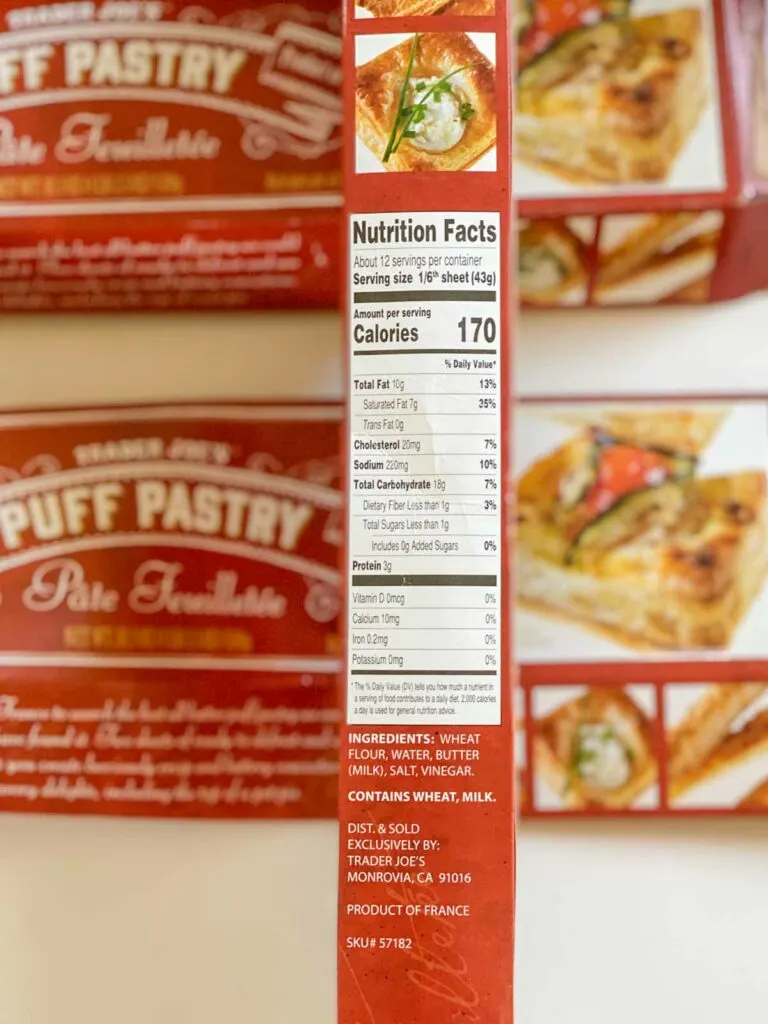 TRADER JOE'S
FF PASTRY
Pâte Feuilletée
Nutrition Facts
About 12 servings per container
Serving size 1/6th sheet (43g)
Amount per serving
Calories 170
% Daily Value*
Total Fat 10g 13%
Saturated Fat 7g 35%
Trans Fat 0g
Cholesterol 20mg 7%
Sodium 220mg 10%
Total Carbohydrate 18g 7%
Dietary Fiber Less than 1g 3%
Total Sugars Less than 1g
Includes 0g Added Sugars 0%
Protein 3g
Vitamin D 0mcg 0%
Calcium 10mg 0%
Iron 0.2mg 0%
Potassium 0mg 0%
* The % Daily Value (DV) tells you how much a nutrient in
a serving of food contributes to a daily diet. 2,000 calories
a day is used for general nutrition advice.
INGREDIENTS: WHEAT
FLOUR, WATER, BUTTER
(MILK), SALT, VINEGAR.
CONTAINS WHEAT, MILK.
DIST. & SOLD
EXCLUSIVELY BY:
TRADER JOE'S
MONROVIA, CA 91016
PRODUCT OF FRANCE
SKU# 57182
TRADER JOE'S
PUFF PASTRY
Pâte Feuilletée